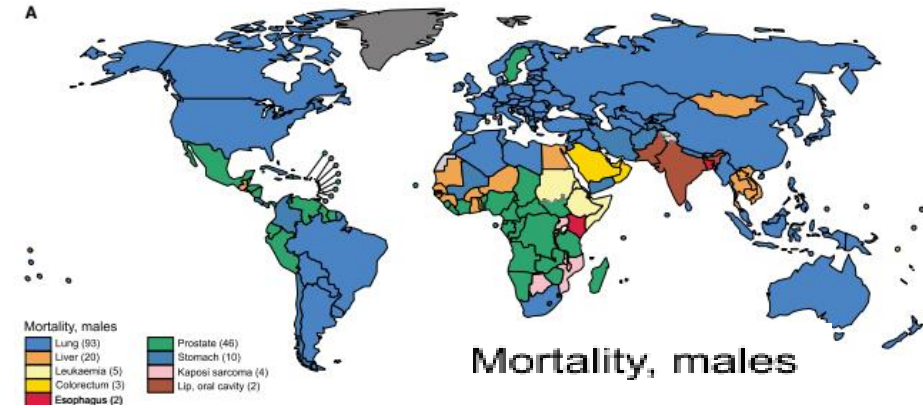 A
Mortality, males
Lung (93)
Liver (20)
Leukaemia (5)
Colorectum (3)
Esophagus (2)
Prostate (46)
Stomach (10)
Kaposi sarcoma (4)
Lip, oral cavity (2)
Mortality, males